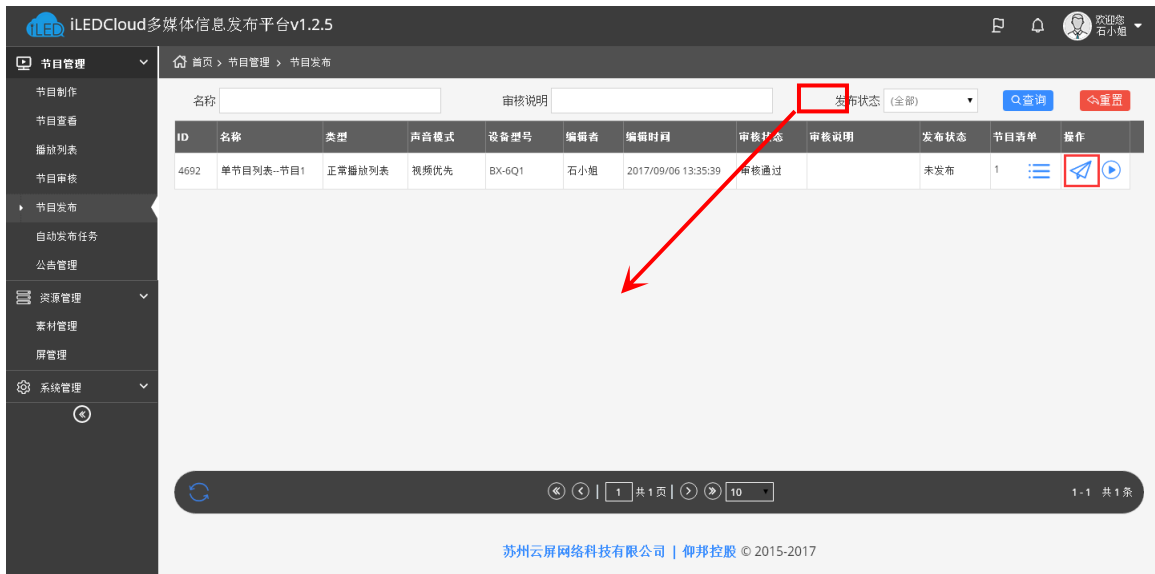 iLED iLEDCloud多媒体信息发布平台v1.2.5
欢迎您
石小姐
节目管理
节目制作
节目查看
播放列表
节目审核
节目发布
自动发布任务
公告管理
资源管理
素材管理
屏管理
系统管理
首页 > 节目管理 > 节目发布
名称 审核说明 发布状态 (全部) 查询 重置
ID 名称 类型 声音模式 设备型号 编辑者 编辑时间 审核状态 审核说明 发布状态 节目清单 操作
4692 单节目列表--节目1 正常播放列表 视频优先 BX-6Q1 石小姐 2017/09/06 13:35:39 审核通过 未发布 1
| 1 共1页 | 10 1-1 共1条
苏州云屏网络科技有限公司 | 仰邦控股 © 2015-2017